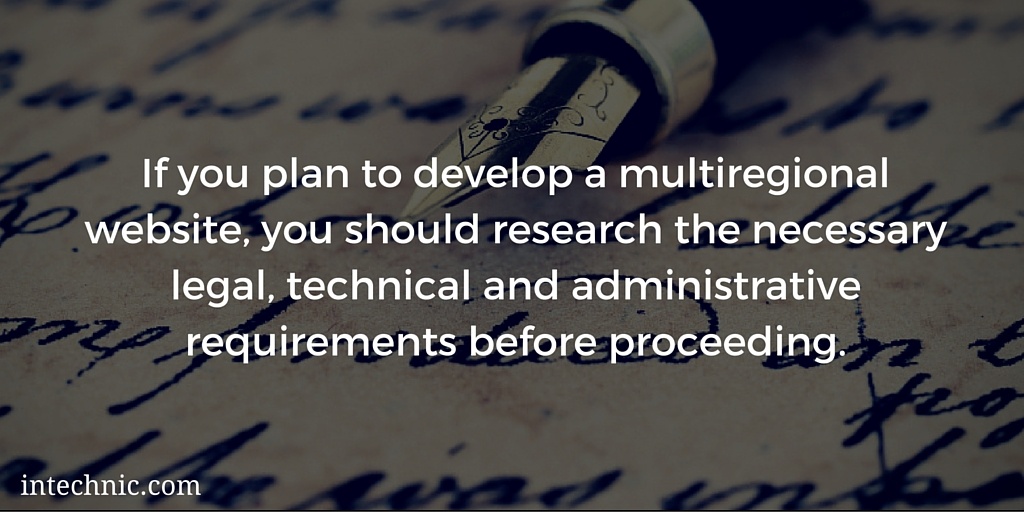 If you plan to develop a multiregional
website, you should research the necessary
legal, technical and administrative
requirements before proceeding.
intechnic.com